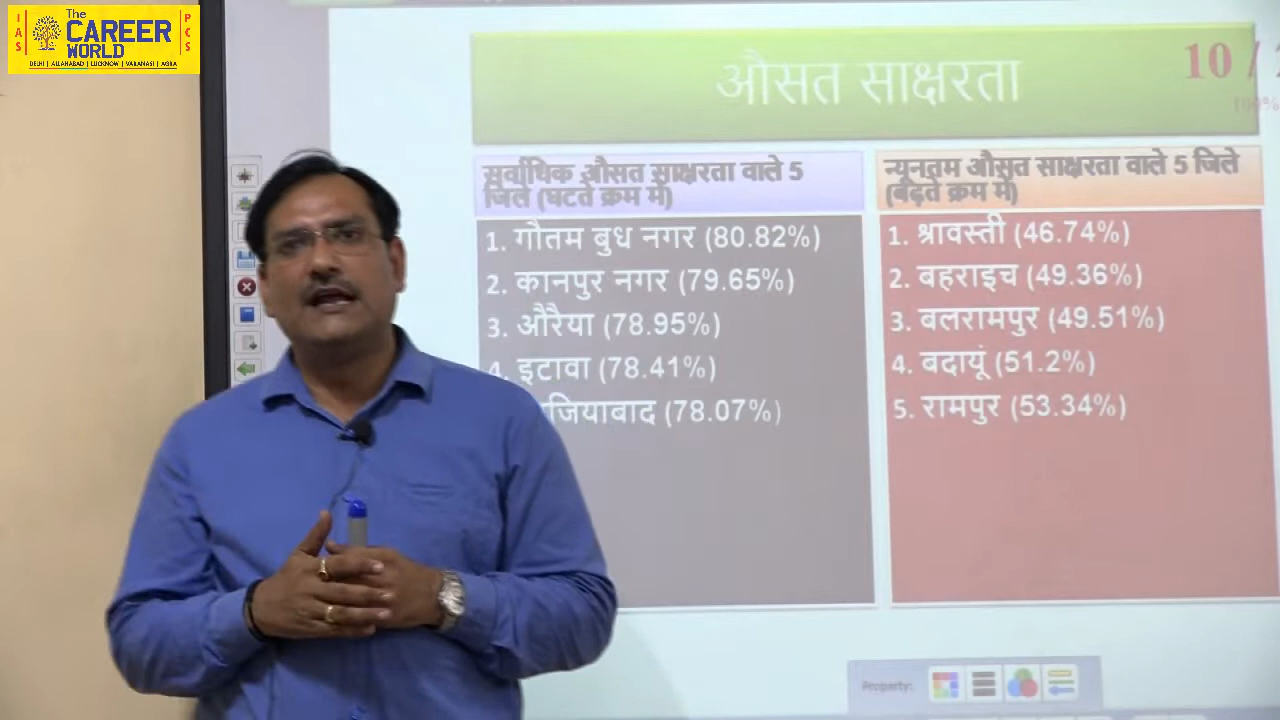 IAS
The
CAREER
WORLD
PCS
DELHI | ALLAHABAD | LUCKNOW | VARANASI | AGRA
औसत साक्षरता
10 /
100%
सर्वाधिक औसत साक्षरता वाले 5
जिले (घटते क्रम में)
1. गौतम बुध नगर (80.82%)
2. कानपुर नगर (79.65%)
3. औरैया (78.95%)
4. इटावा (78.41%)
जियाबाद (78.07%)
न्यूनतम औसत साक्षरता वाले 5 जिले
(बढ़ते क्रम में)
1. श्रावस्ती (46.74%)
2. बहराइच (49.36%)
3. बलरामपुर (49.51%)
4. बदायूं (51.2%)
5. रामपुर (53.34%)
Property: